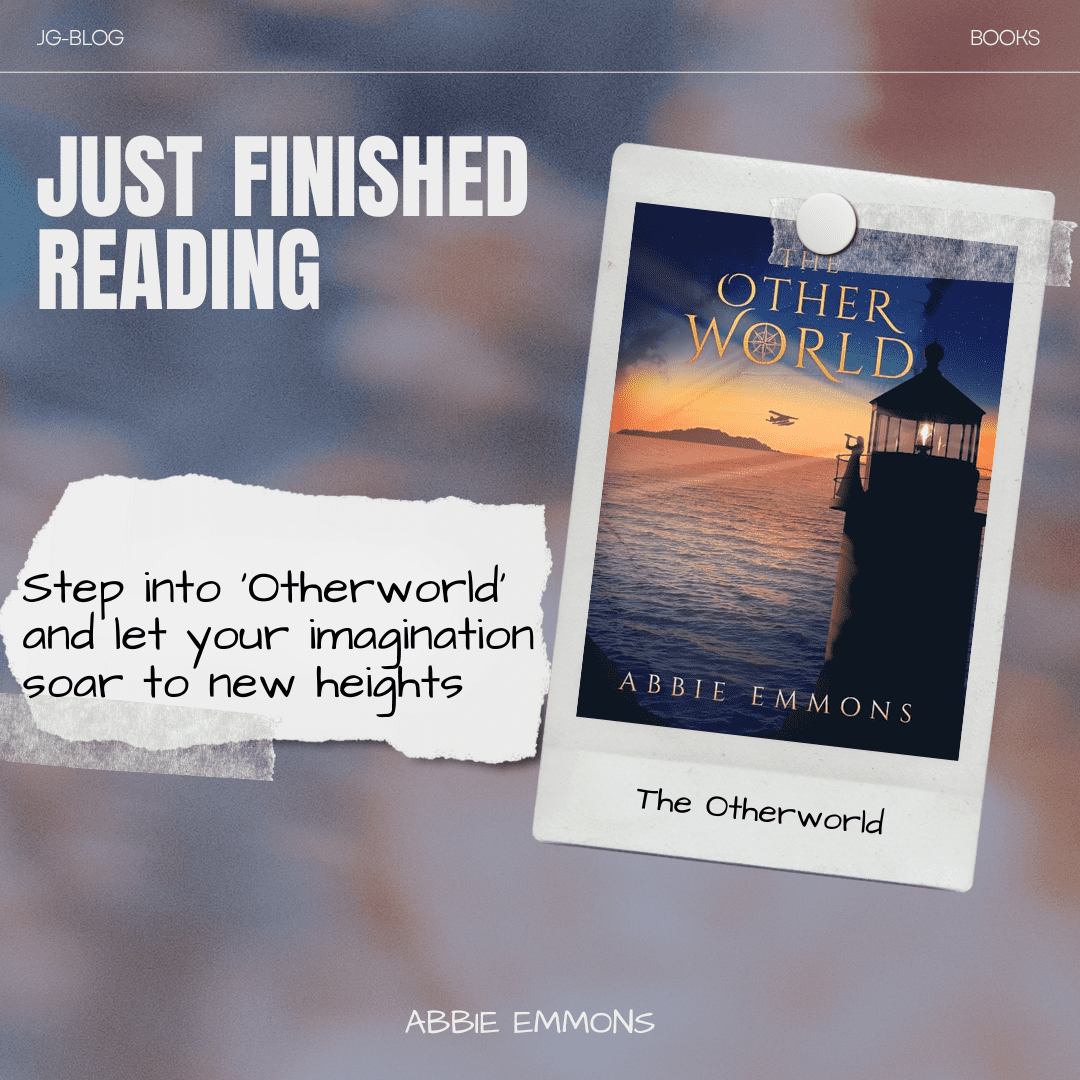 JG-BLOG
BOOKS
JUST FINISHED
READING
THE
OTHER
WORLD
ABBIE EMMONS
The Otherworld
Step into 'Otherworld'
and let your imagination
soar to new heights
ABBIE EMMONS